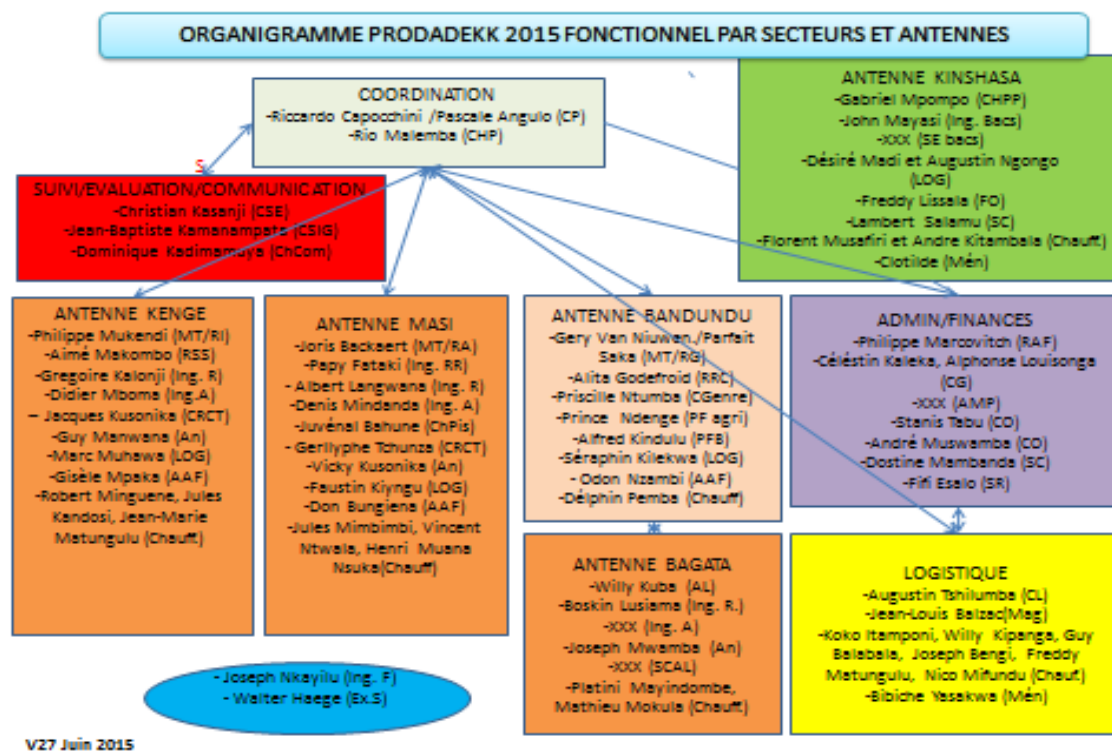 ORGANIGRAMME PRODADEKK 2015 FONCTIONNEL PAR SECTEURS ET ANTENNES
COORDINATION
-Riccardo Capocchini /Pascale Angulo (CP)
-Rio Malemba (CHP)
ANTENNE KINSHASA
-Gabriel Mpompo (CHPP)
-John Mayasi (Ing. Bacs)
-XXX (SE bacs)
-Désiré Madi et Augustin Ngongo
(LOG)
-Freddy Lissala (FO)
-Lambert Salamu (SC)
-Florent Musafiri et Andre Kitambala (Chauff.)
-Clotilde (Mén)
S
SUIVI/EVALUATION/COMMUNICATION
-Christian Kasanji (CSE)
-Jean-Baptiste Kamanampata (CSIG)
-Dominique Kadimamuya (ChCom)
ANTENNE KENGE
-Philippe Mukendi (MT/RI)
-Aimé Makombo (RSS)
-Gregoire Kalonji (Ing. R)
-Didier Mboma (Ing.A)
– Jacques Kusonika (CRCT)
-Guy Manwana (An)
-Marc Muhawa (LOG)
-Gisèle Mpaka (AAF)
-Robert Minguene, Jules
Kandosi, Jean-Marie
Matungulu (Chauff.)
ANTENNE MASI
-Joris Backaert (MT/RA)
-Papy Fataki (Ing. RR)
- Albert Langwana (Ing. R)
-Denis Mindanda (Ing. A)
-Juvénal Bahune (ChPis)
- Gerllyphe Tchunza (CRCT)
-Vicky Kusonika (An)
-Faustin Kiyngu (LOG)
-Don Bungiena (AAF)
-Jules Mimbimbi, Vincent
Ntwala, Henri Muana
Nsuka(Chauff)
ANTENNE BANDUNDU
-Gery Van Niuwan./Parfait
Saka (MT/RG)
-Alita Godefroid (RRC)
-Priscille Ntumba (CGenre)
-Prince Ndenge (PF agri)
-Alfred Kindulu (PFB)
-Séraphin Kilekwa (LOG)
- Odon Nzambi (AAF)
-Délphin Pemba (Chauff)
ADMIN/FINANCES
-Philippe Marcovitch (RAF)
-Céléstin Kaleka, Alphonse Louisonga
(CG)
-XXX (AMP)
-Stanis Tabu (CO)
-André Muswamba (CO)
-Dostine Mambanda (SC)
-Fifi Esalo (SR)
ANTENNE BAGATA
-Willy Kuba (AL)
-Boskin Lusiama (Ing. R.)
-XXX (Ing. A)
-Joseph Mwamba (An)
-XXX (SCAL)
-Platini Mayindombe,
Mathieu Mokula (Chauff.)
LOGISTIQUE
-Augustin Tshilumba (CL)
-Jean-Louis Balzac(Mag)
-Koko Itamponi, Willy Kipanga, Guy
Balabala, Joseph Bengi, Freddy
Matungulu, Nico Mifundu (Chauf.)
-Bibiche Yasakwa (Mén)
- Joseph Nkayilu (Ing. F)
- Walter Haege (Ex.S)
V27 Juin 2015